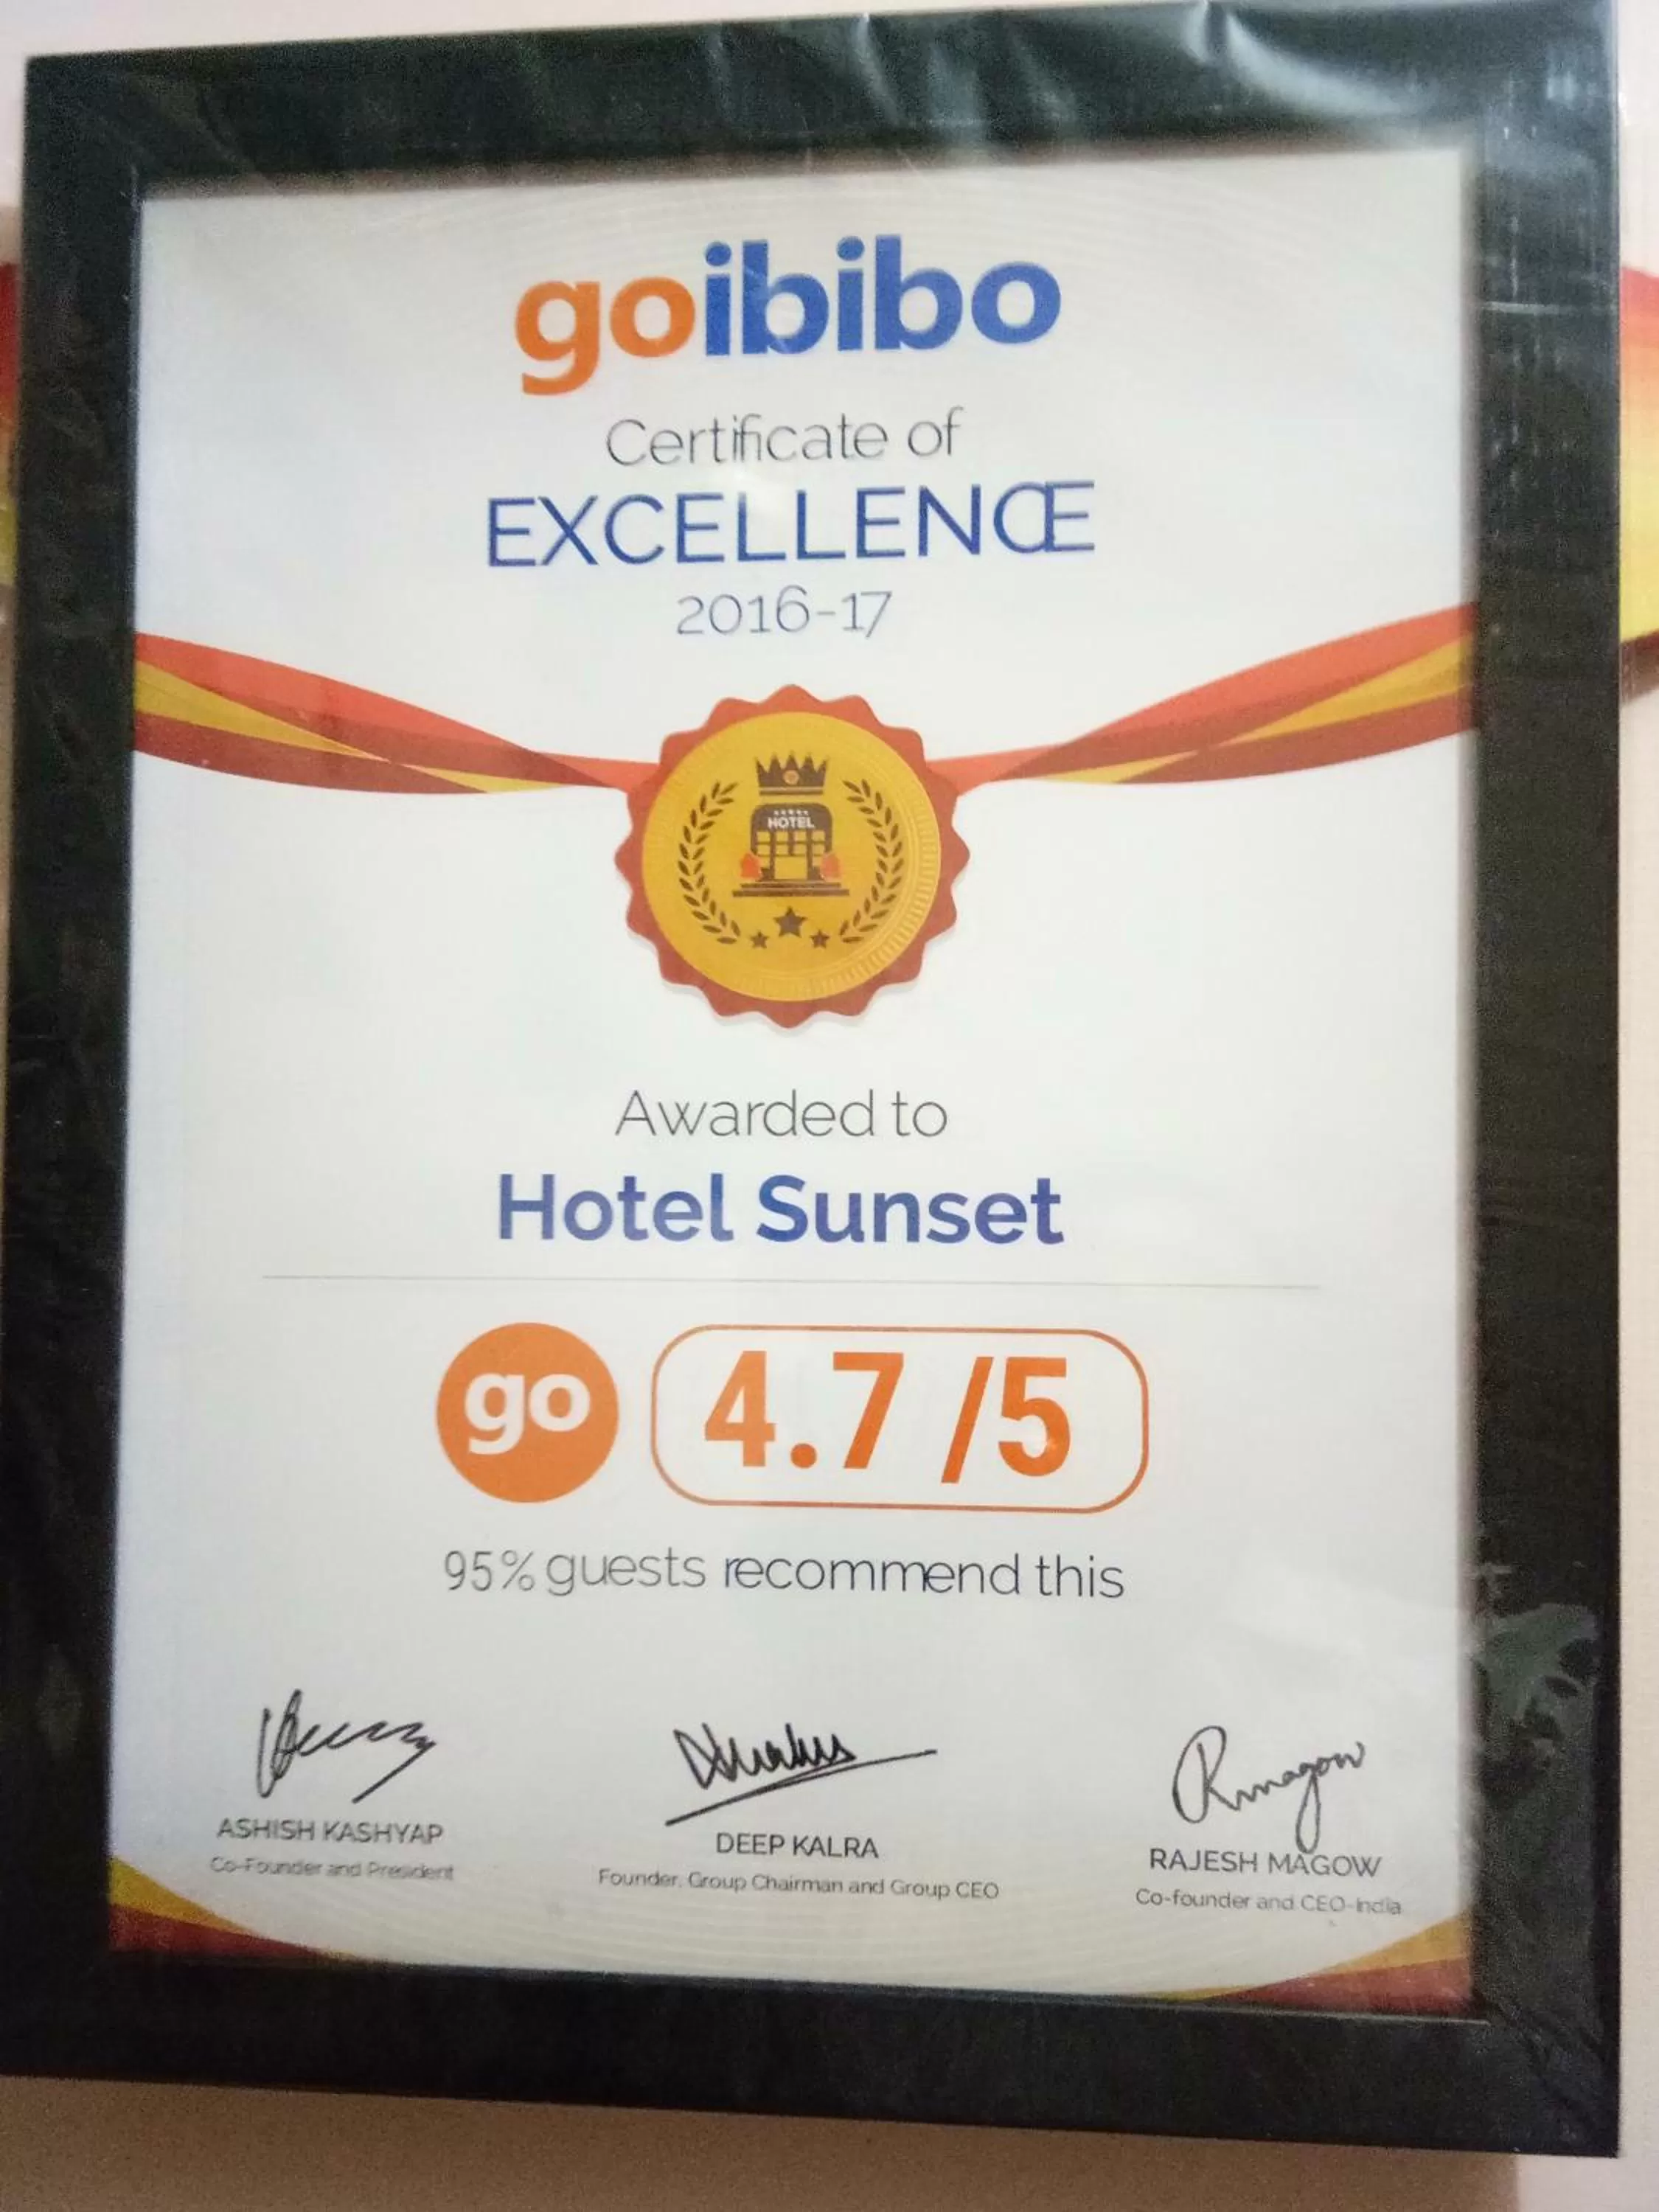 goibibo
Certificate of
EXCELLENCE
2016-17
HOTEL
Awarded to
Hotel Sunset
go 4.7 /5
95% guests recommend this
ASHISH KASHYAP
Co-Founder and President
DEEP KALRA
Founder, Group Chairman and Group CEO
Rmagow
RAJESH MAGOW
Co-founder and CEO-India